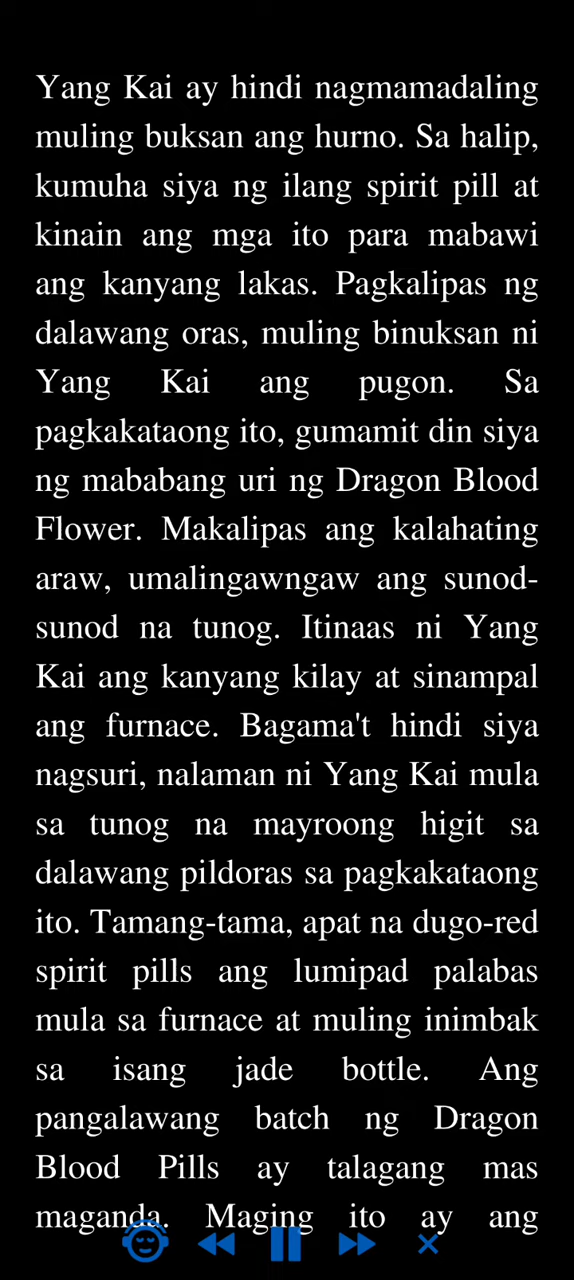 Yang Kai ay hindi nagmamadaling
muling buksan ang hurno. Sa halip,
kumuha siya ng ilang spirit pill at
kinain ang mga ito para mabawi
ang kanyang lakas. Pagkalipas ng
dalawang oras, muling binuksan ni
Yang Kai ang pugon. Sa
pagkakataong ito, gumamit din siya
ng mababang uri ng Dragon Blood
Flower. Makalipas ang kalahating
araw, umalingawngaw ang sunod-
sunod na tunog. Itinaas ni Yang
Kai ang kanyang kilay at sinampal
ang furnace. Bagama't hindi siya
nagsuri, nalaman ni Yang Kai mula
sa tunog na mayroong higit sa
dalawang pildoras sa pagkakataong
ito. Tamang-tama, apat na dugo-red
spirit pills ang lumipad palabas
mula sa furnace at muling inimbak
sa isang jade bottle. Ang
pangalawang batch ng Dragon
Blood Pills ay talagang mas
maganda. Maging ito ay ang